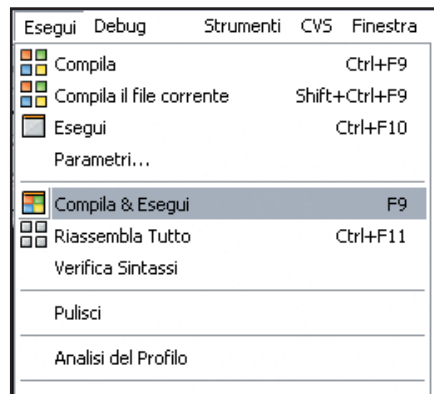 Esegui Debug Strumenti CVS Finestra
Compila Ctrl+F9
Compila il file corrente Shift+Ctrl+F9
Esegui Ctrl+F10
Parametri...
Compila & Esegui F9
Riassembla Tutto Ctrl+F11
Verifica Sintassi
Pulisci
Analisi del Profilo